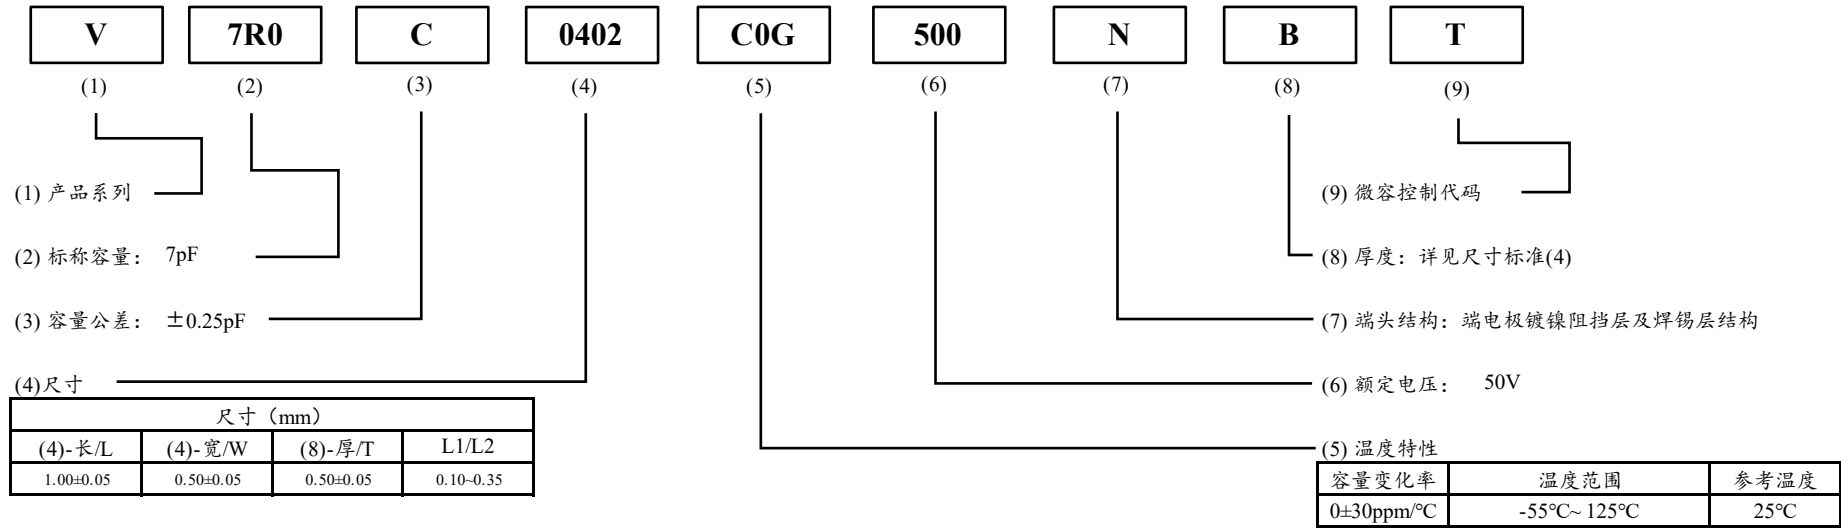 V 7R0 C 0402 C0G 500 N B T
(1) (2) (3) (4) (5) (6) (7) (8) (9)
(1) 产品系列
(9) 微容控制代码
(2) 标称容量： 7pF
(8) 厚度：详见尺寸标准(4)
(3) 容量公差： ±0.25pF
(7) 端头结构：端电极镀镍阻挡层及焊锡层结构
(4)尺寸
(6) 额定电压： 50V
尺寸（mm）
(4)-长/L (4)-宽/W (8)-厚/T L1/L2
1.00±0.05 0.50±0.05 0.50±0.05 0.10~0.35
(5) 温度特性
容量变化率 温度范围 参考温度
0±30ppm/℃ -55℃~ 125℃ 25℃